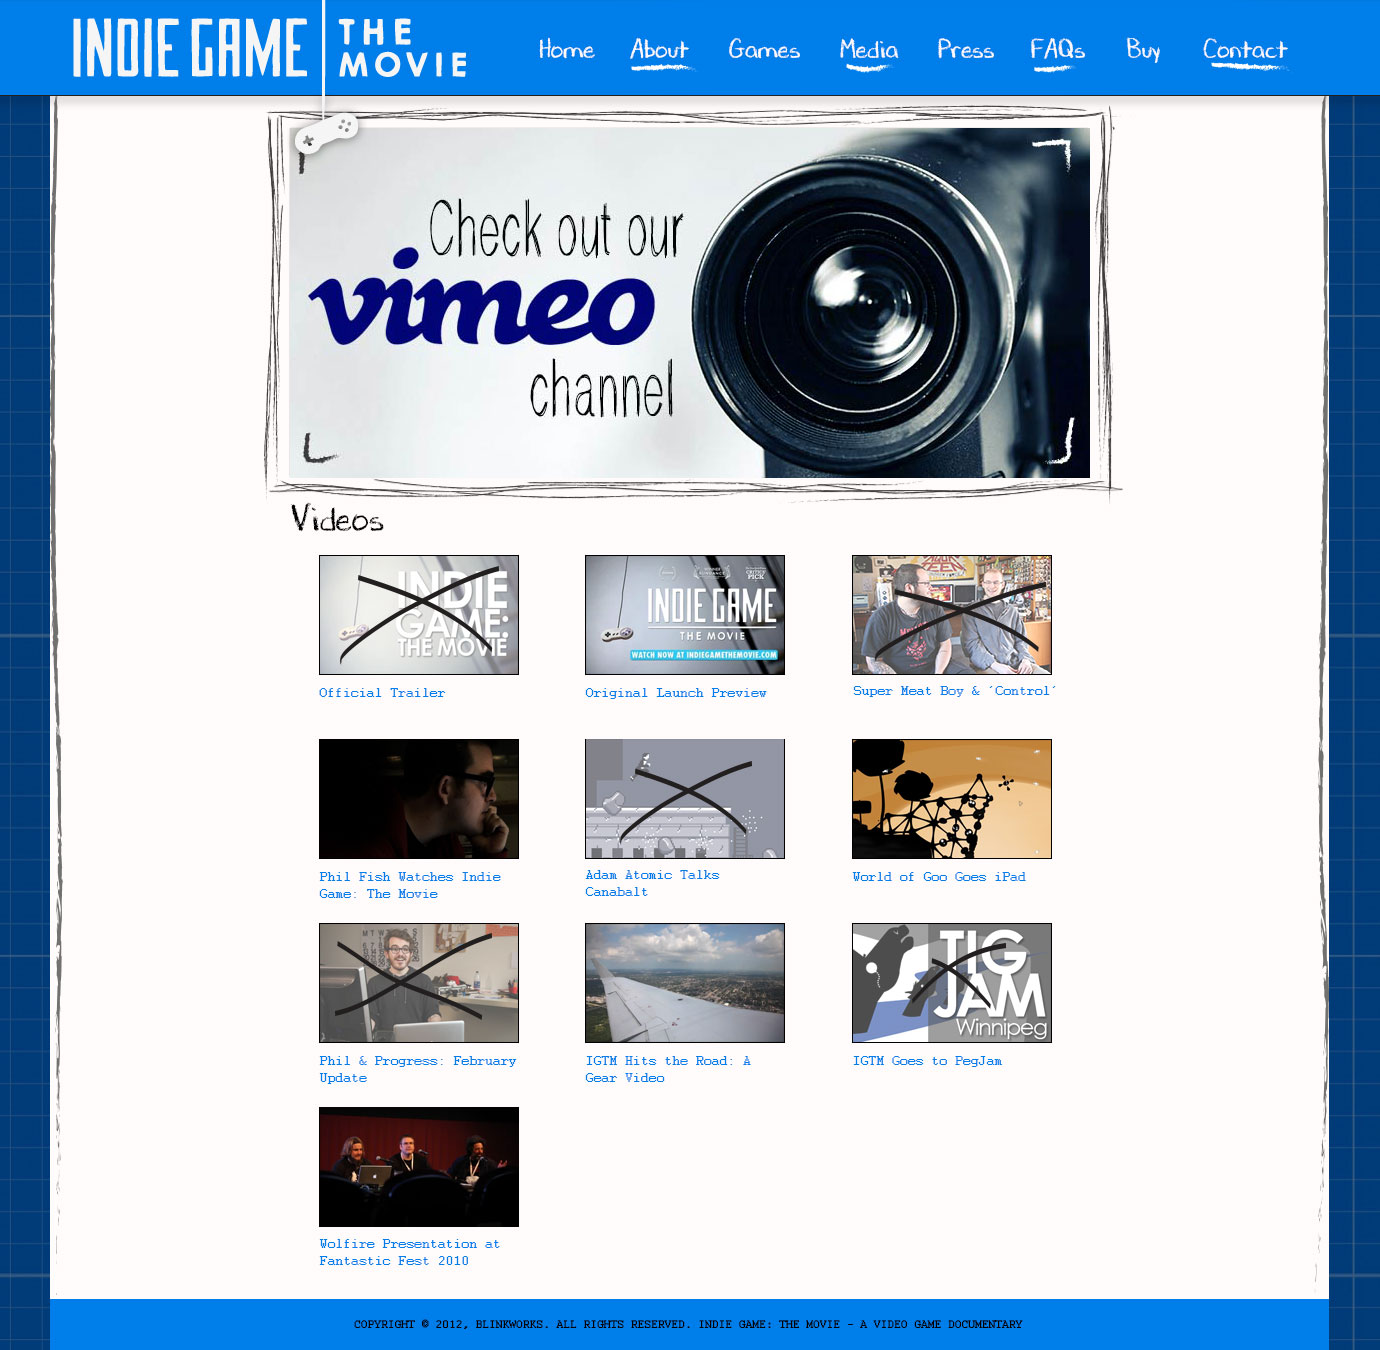 INDIE GAME THE MOVIE
Home About Games Media Press FAQs Buy Contact
Check out our
vimeo
channel
Videos
INDIE
GAME:
THE MOVIE
INDIE GAME
THE MOVIE
WATCH NOW AT INDIEGAMETHEMOVIE.COM
Official Trailer
Original Launch Preview
Super Meat Boy & 'Control'
Phil Fish Watches Indie
Game: The Movie
Adam Atomic Talks
Canabalt
World of Goo Goes iPad
TIG
JAM
Winnipeg
Phil & Progress: February
Update
IGTM Hits the Road: A
Gear Video
IGTM Goes to PegJam
Wolfire Presentation at
Fantastic Fest 2010
COPYRIGHT © 2012, BLINKWORKS. ALL RIGHTS RESERVED. INDIE GAME: THE MOVIE - A VIDEO GAME DOCUMENTARY